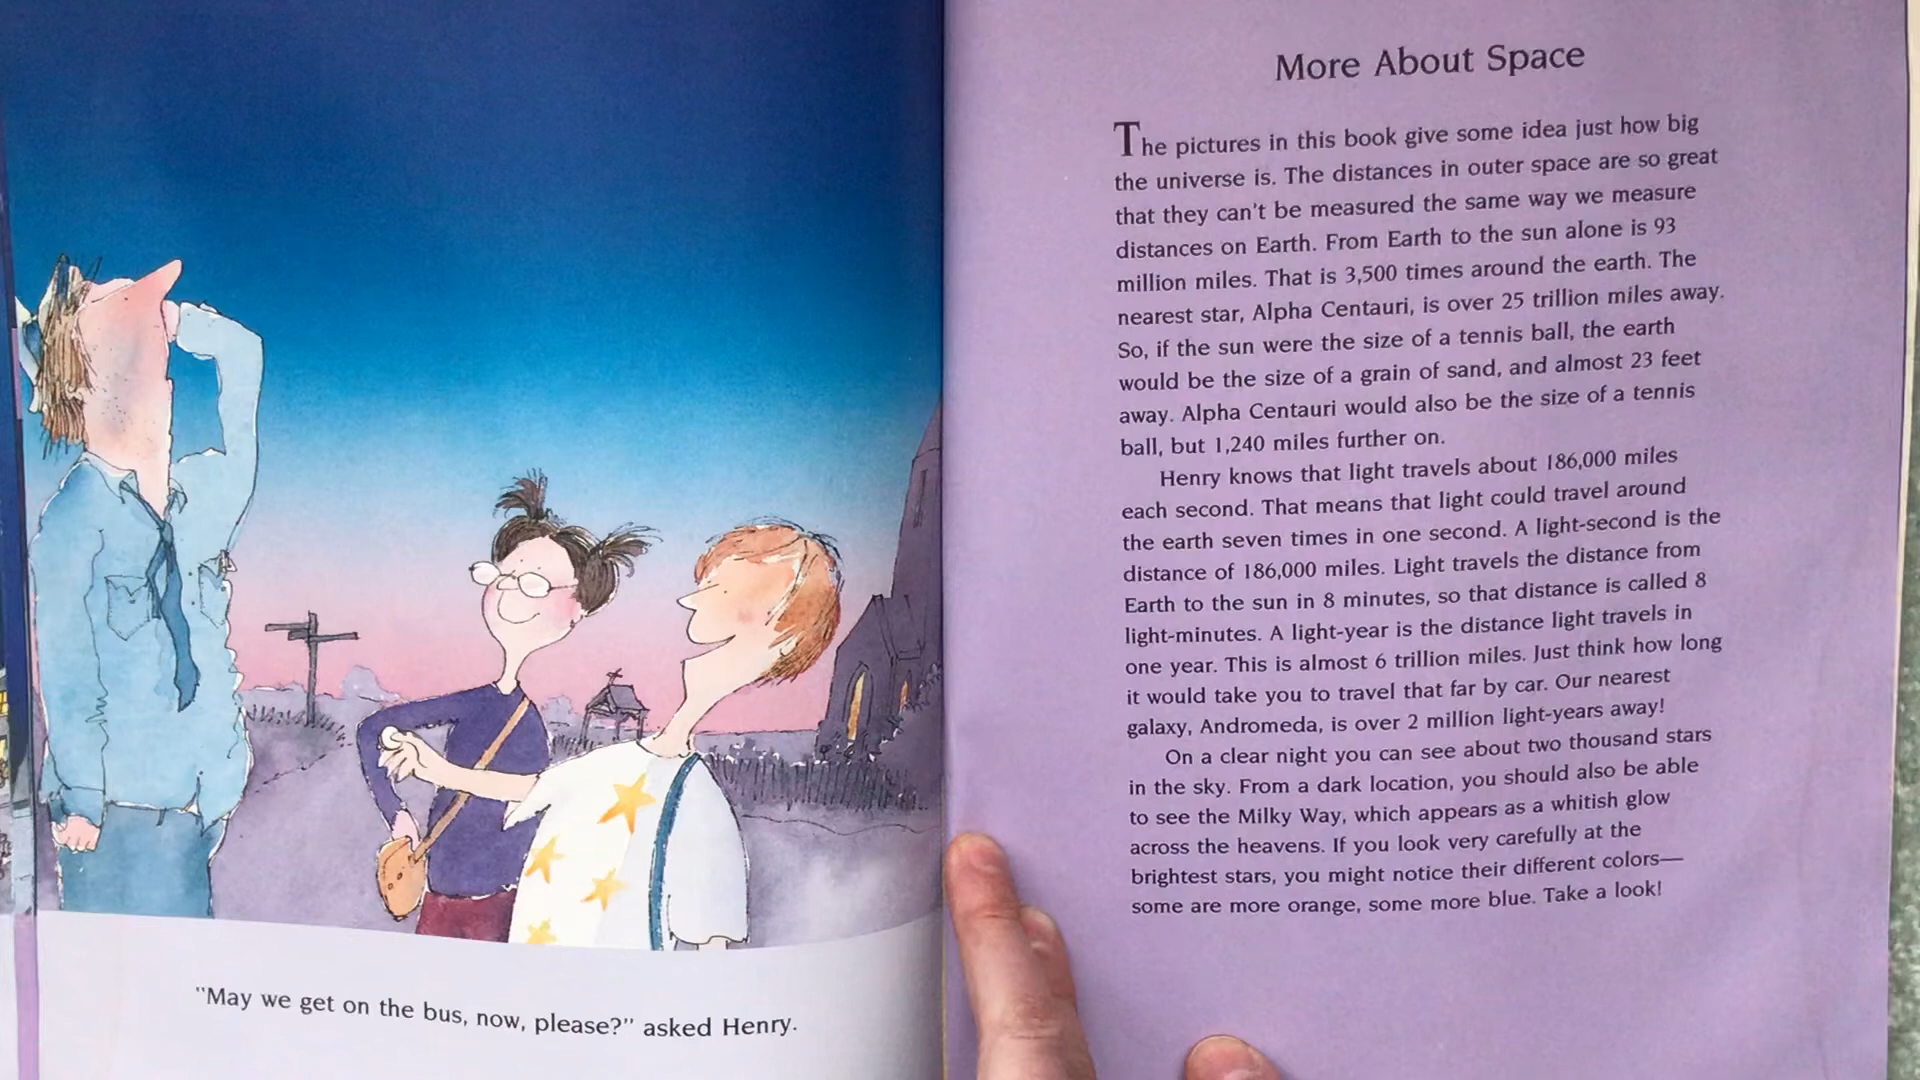 "May we get on the bus, now, please?" asked Henry.
More About Space
The pictures in this book give some idea just how big
the universe is. The distances in outer space are so great
that they can't be measured the same way we measure
distances on Earth. From Earth to the sun alone is 93
million miles. That is 3,500 times around the earth. The
nearest star, Alpha Centauri, is over 25 trillion miles away.
So, if the sun were the size of a tennis ball, the earth
would be the size of a grain of sand, and almost 23 feet
away. Alpha Centauri would also be the size of a tennis
ball, but 1,240 miles further on.
Henry knows that light travels about 186,000 miles
each second. That means that light could travel around
the earth seven times in one second. A light-second is the
distance of 186,000 miles. Light travels the distance from
Earth to the sun in 8 minutes, so that distance is called 8
light-minutes. A light-year is the distance light travels in
one year. This is almost 6 trillion miles. Just think how long
it would take you to travel that far by car. Our nearest
galaxy, Andromeda, is over 2 million light-years away!
On a clear night you can see about two thousand stars
in the sky. From a dark location, you should also be able
to see the Milky Way, which appears as a whitish glow
across the heavens. If you look very carefully at the
brightest stars, you might notice their different colors—
some are more orange, some more blue. Take a look!